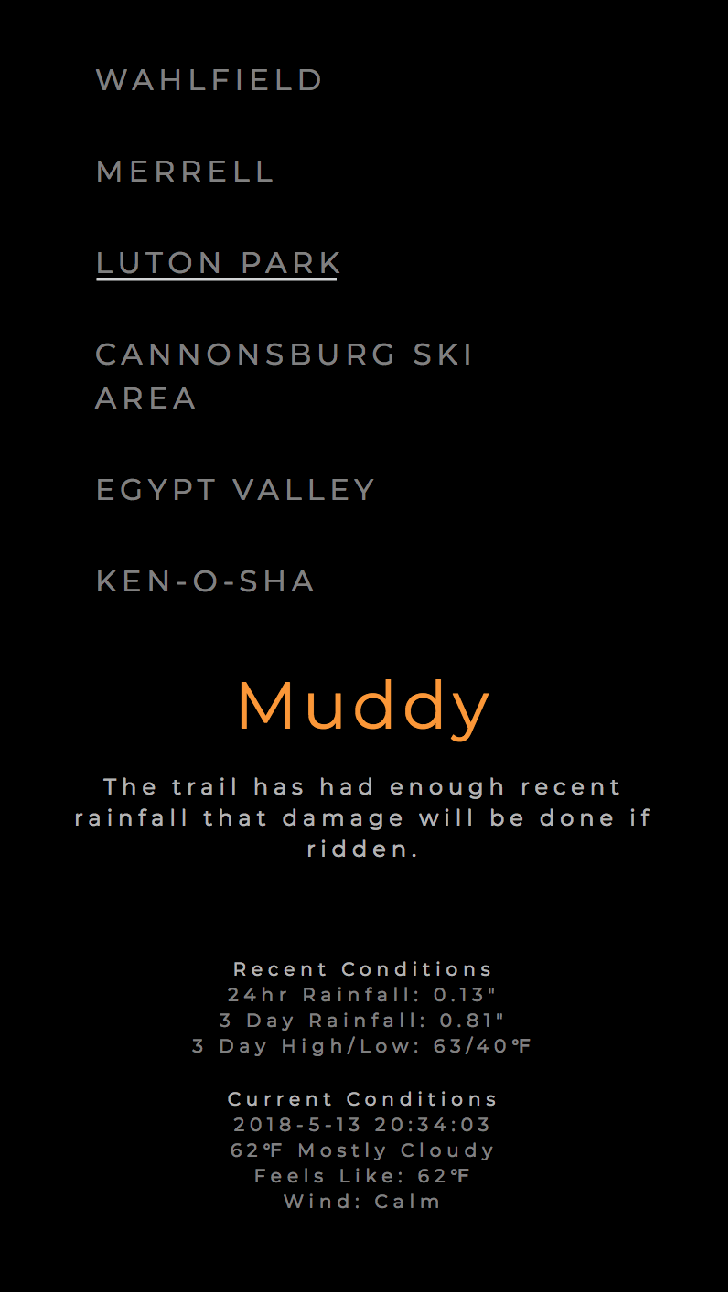 WAHLFIELD
MERRELL
LUTON PARK
CANNONSBURG SKI
AREA
EGYPT VALLEY
KEN-O-SHA
Muddy
The trail has had enough recent
rainfall that damage will be done if
ridden.
Recent Conditions
24hr Rainfall: 0.13"
3 Day Rainfall: 0.81"
3 Day High/Low: 63/40°F
Current Conditions
2018-5-13 20:34:03
62°F Mostly Cloudy
Feels Like: 62°F
Wind: Calm